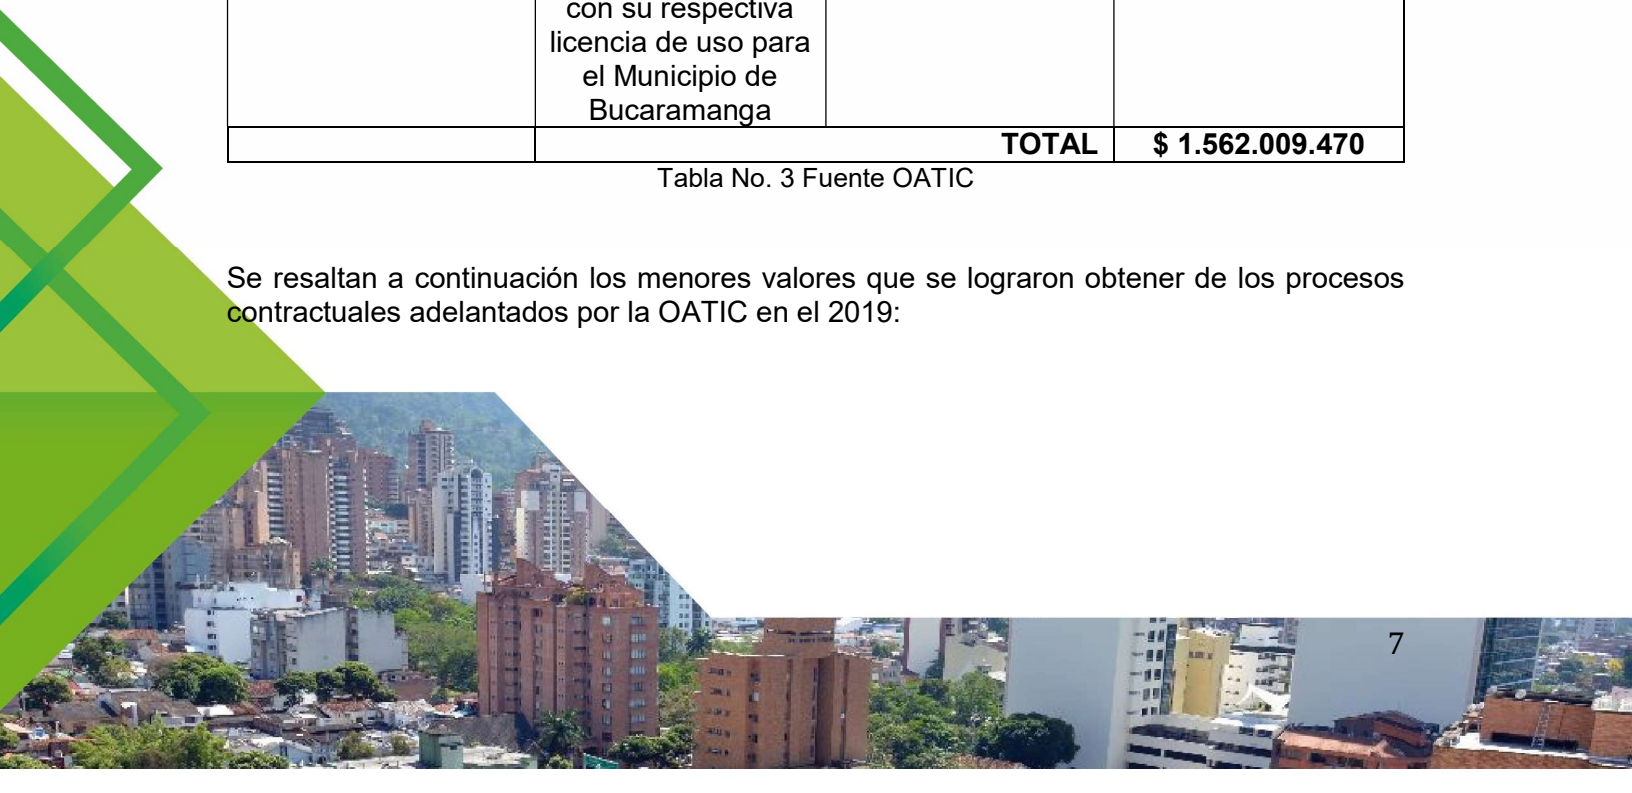 con su respectiva
licencia de uso para
el Municipio de
Bucaramanga
TOTAL $ 1.562.009.470
Tabla No. 3 Fuente OATIC
Se resaltan a continuación los menores valores que se lograron obtener de los procesos
contractuales adelantados por la OATIC en el 2019:
7